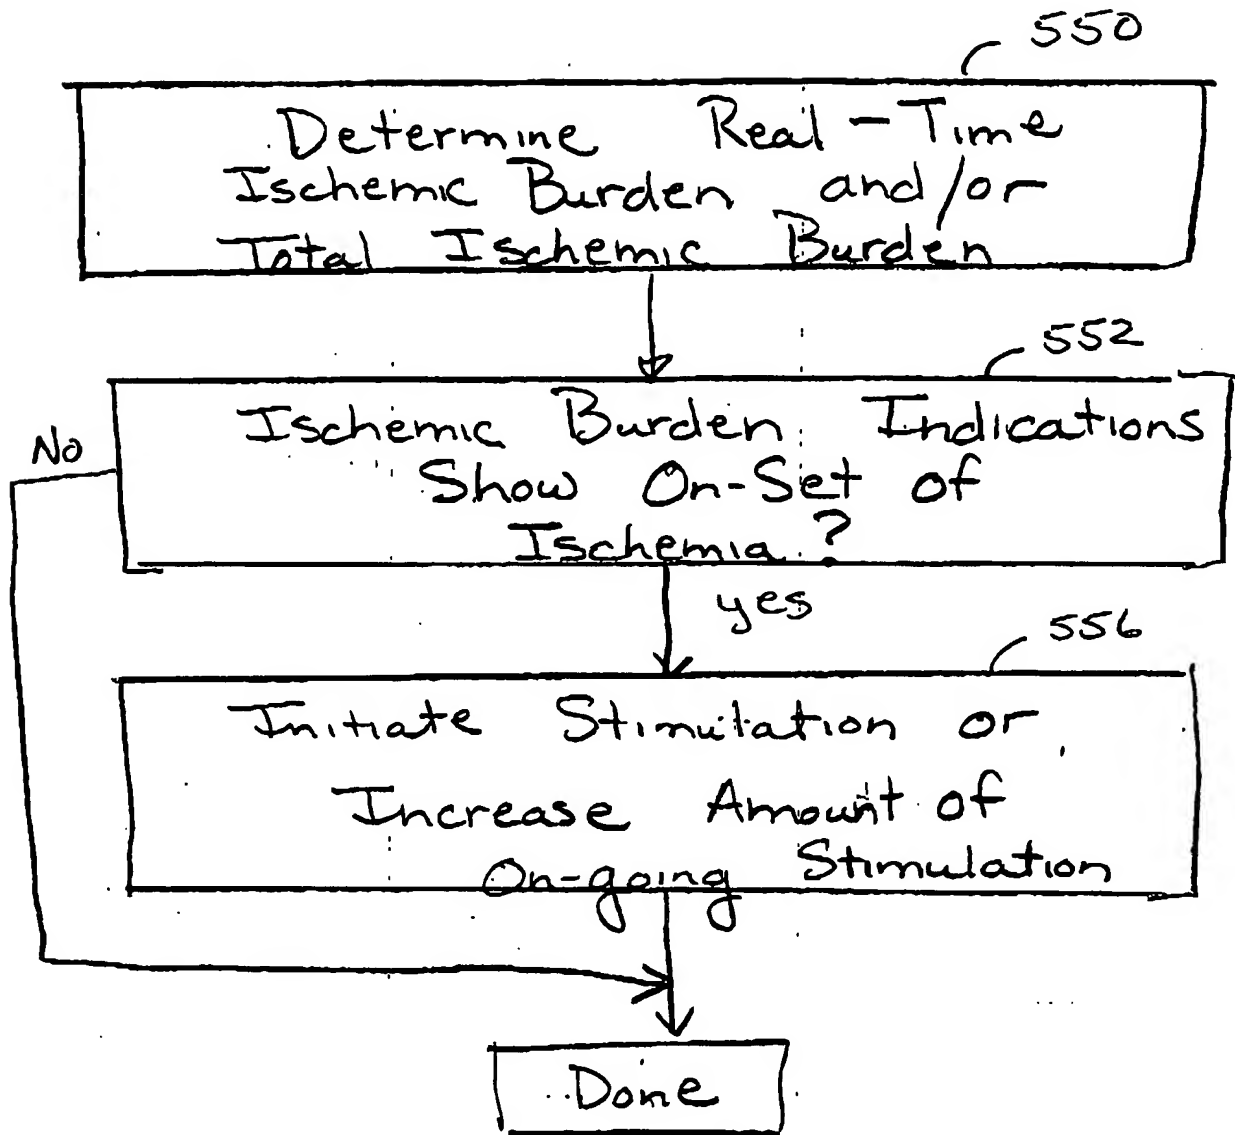 550
Determine Real-Time
Ischemic Burden and/or
Total Ischemic Burden
552
Ischemic Burden Indications
Show On-Set of
Ischemia?
No
yes
556
Initiate Stimulation or
Increase Amount of
On-going Stimulation
Done